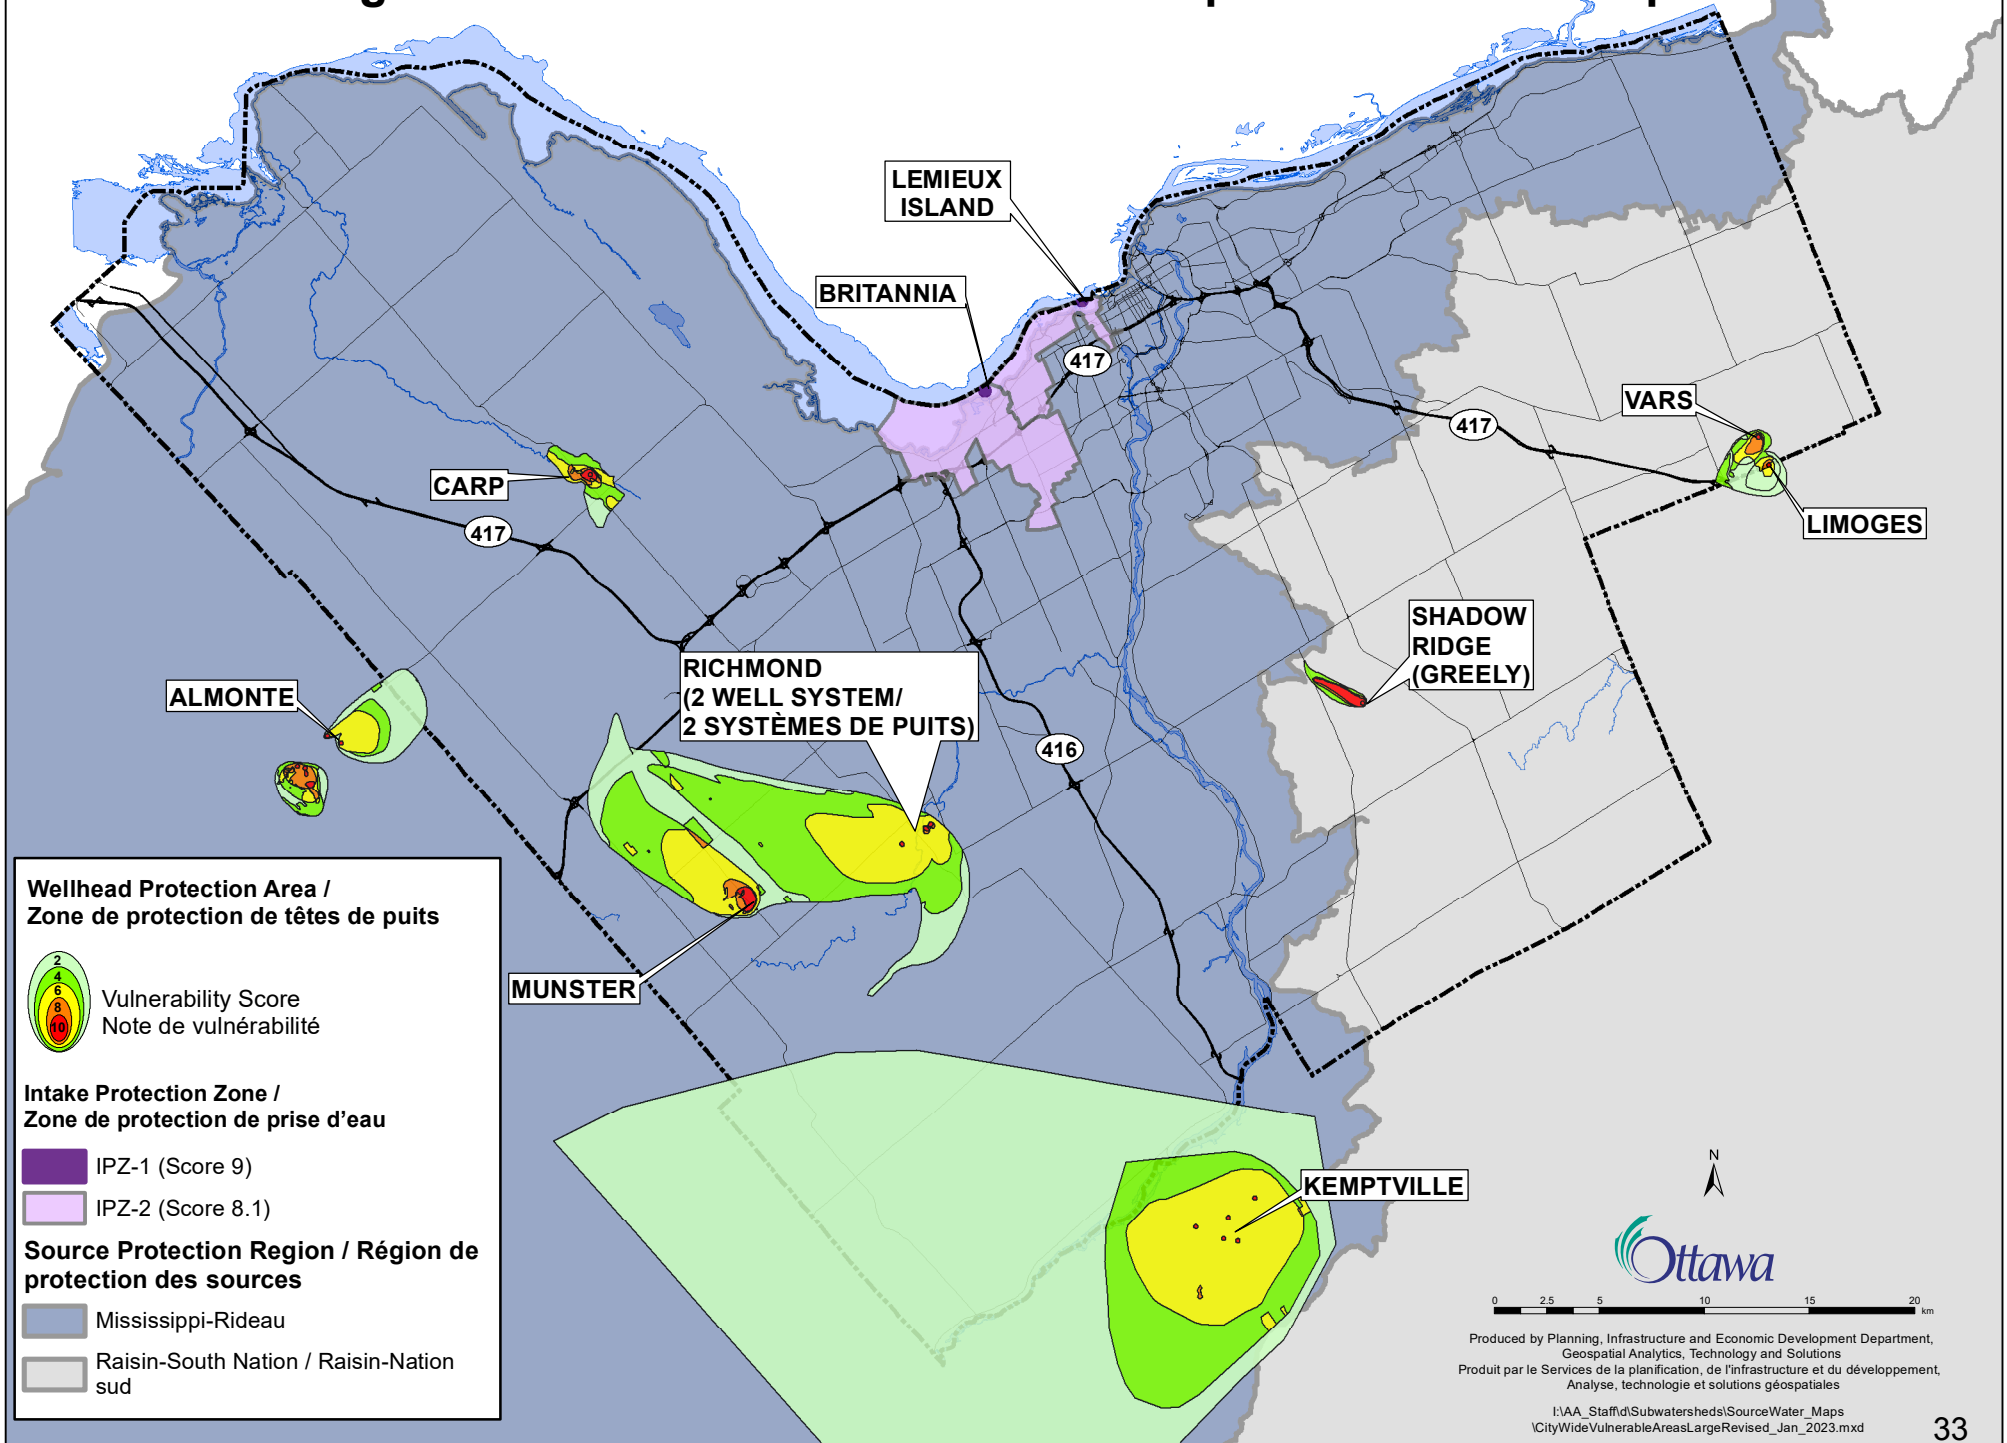 LEMIEUX
ISLAND
BRITANNIA
417
VARS
417
CARP
LIMOGES
417
SHADOW
RIDGE
(GREELY)
RICHMOND
(2 WELL SYSTEM/
2 SYSTÈMES DE PUITS)
ALMONTE
416
MUNSTER
KEMPTVILLE
Wellhead Protection Area /
Zone de protection de têtes de puits
2
4
6
8
10
Vulnerability Score
Note de vulnérabilité
Intake Protection Zone /
Zone de protection de prise d'eau
IPZ-1 (Score 9)
IPZ-2 (Score 8.1)
Source Protection Region / Région de
protection des sources
Mississippi-Rideau
Raisin-South Nation / Raisin-Nation
sud
N
Ottawa
0 2.5 5 10 15 20
km
Produced by Planning, Infrastructure and Economic Development Department,
Geospatial Analytics, Technology and Solutions
Produit par le Services de la planification, de l'infrastructure et du développement,
Analyse, technologie et solutions géospatiales
I:\AA_Staff\d\Subwatersheds\SourceWater_Maps
\CityWideVulnerableAreasLargeRevised_Jan_2023.mxd
33